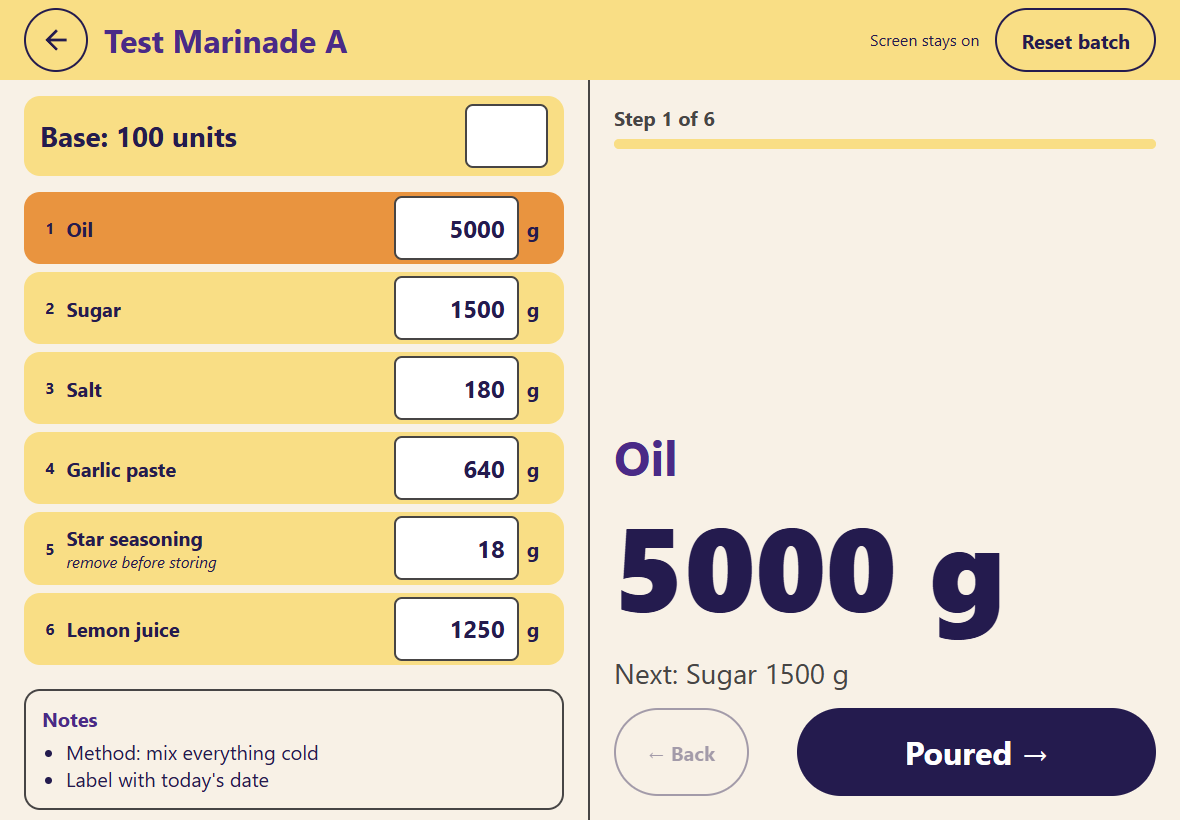 Test Marinade A
Screen stays on
Reset batch
Base: 100 units
1 Oil 5000 g
2 Sugar 1500 g
3 Salt 180 g
4 Garlic paste 640 g
5 Star seasoning 18 g
remove before storing
6 Lemon juice 1250 g
Notes
• Method: mix everything cold
• Label with today's date
Step 1 of 6
Oil
5000 g
Next: Sugar 1500 g
← Back
Poured →